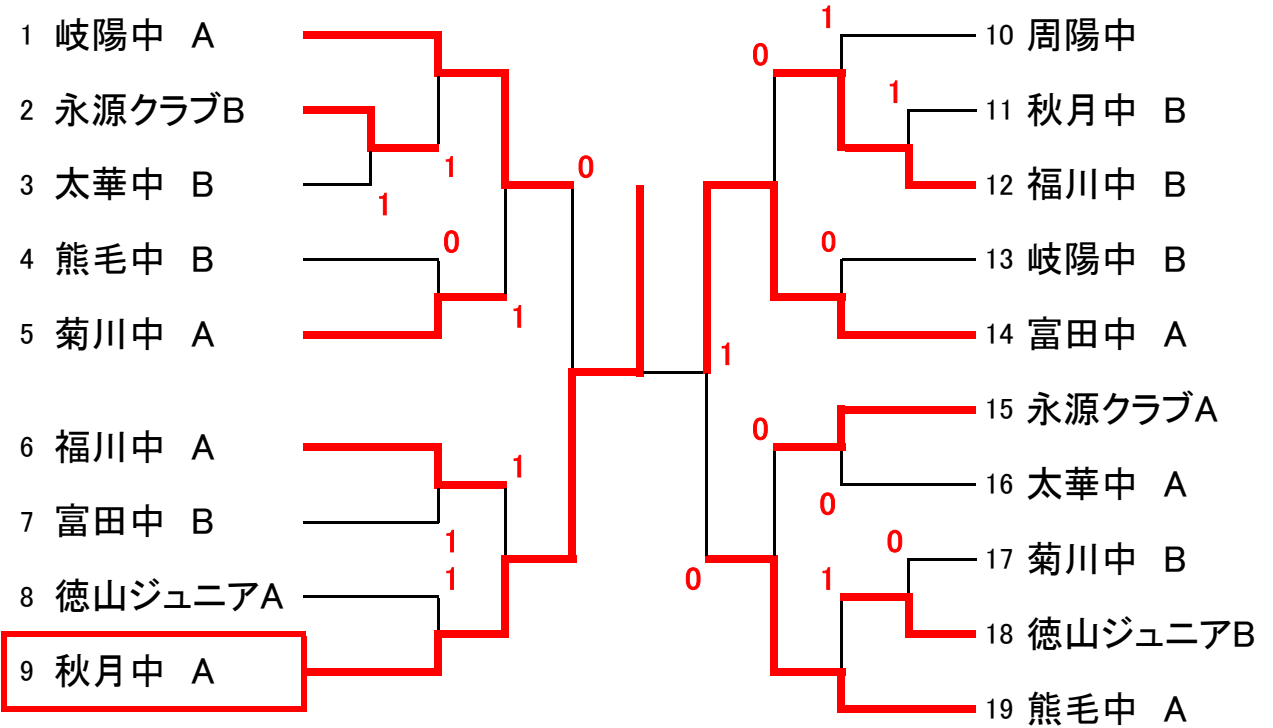 1 岐陽中 A
2 永源クラブB
3 太華中 B
4 熊毛中 B
5 菊川中 A
6 福川中 A
7 富田中 B
8 徳山ジュニアA
9 秋月中 A
1
1
0
1
0
1
1
1
1
0
1
0
0
1
0
0
0
1
0
10 周陽中
11 秋月中 B
12 福川中 B
13 岐陽中 B
14 富田中 A
15 永源クラブA
16 太華中 A
17 菊川中 B
18 徳山ジュニアB
19 熊毛中 A